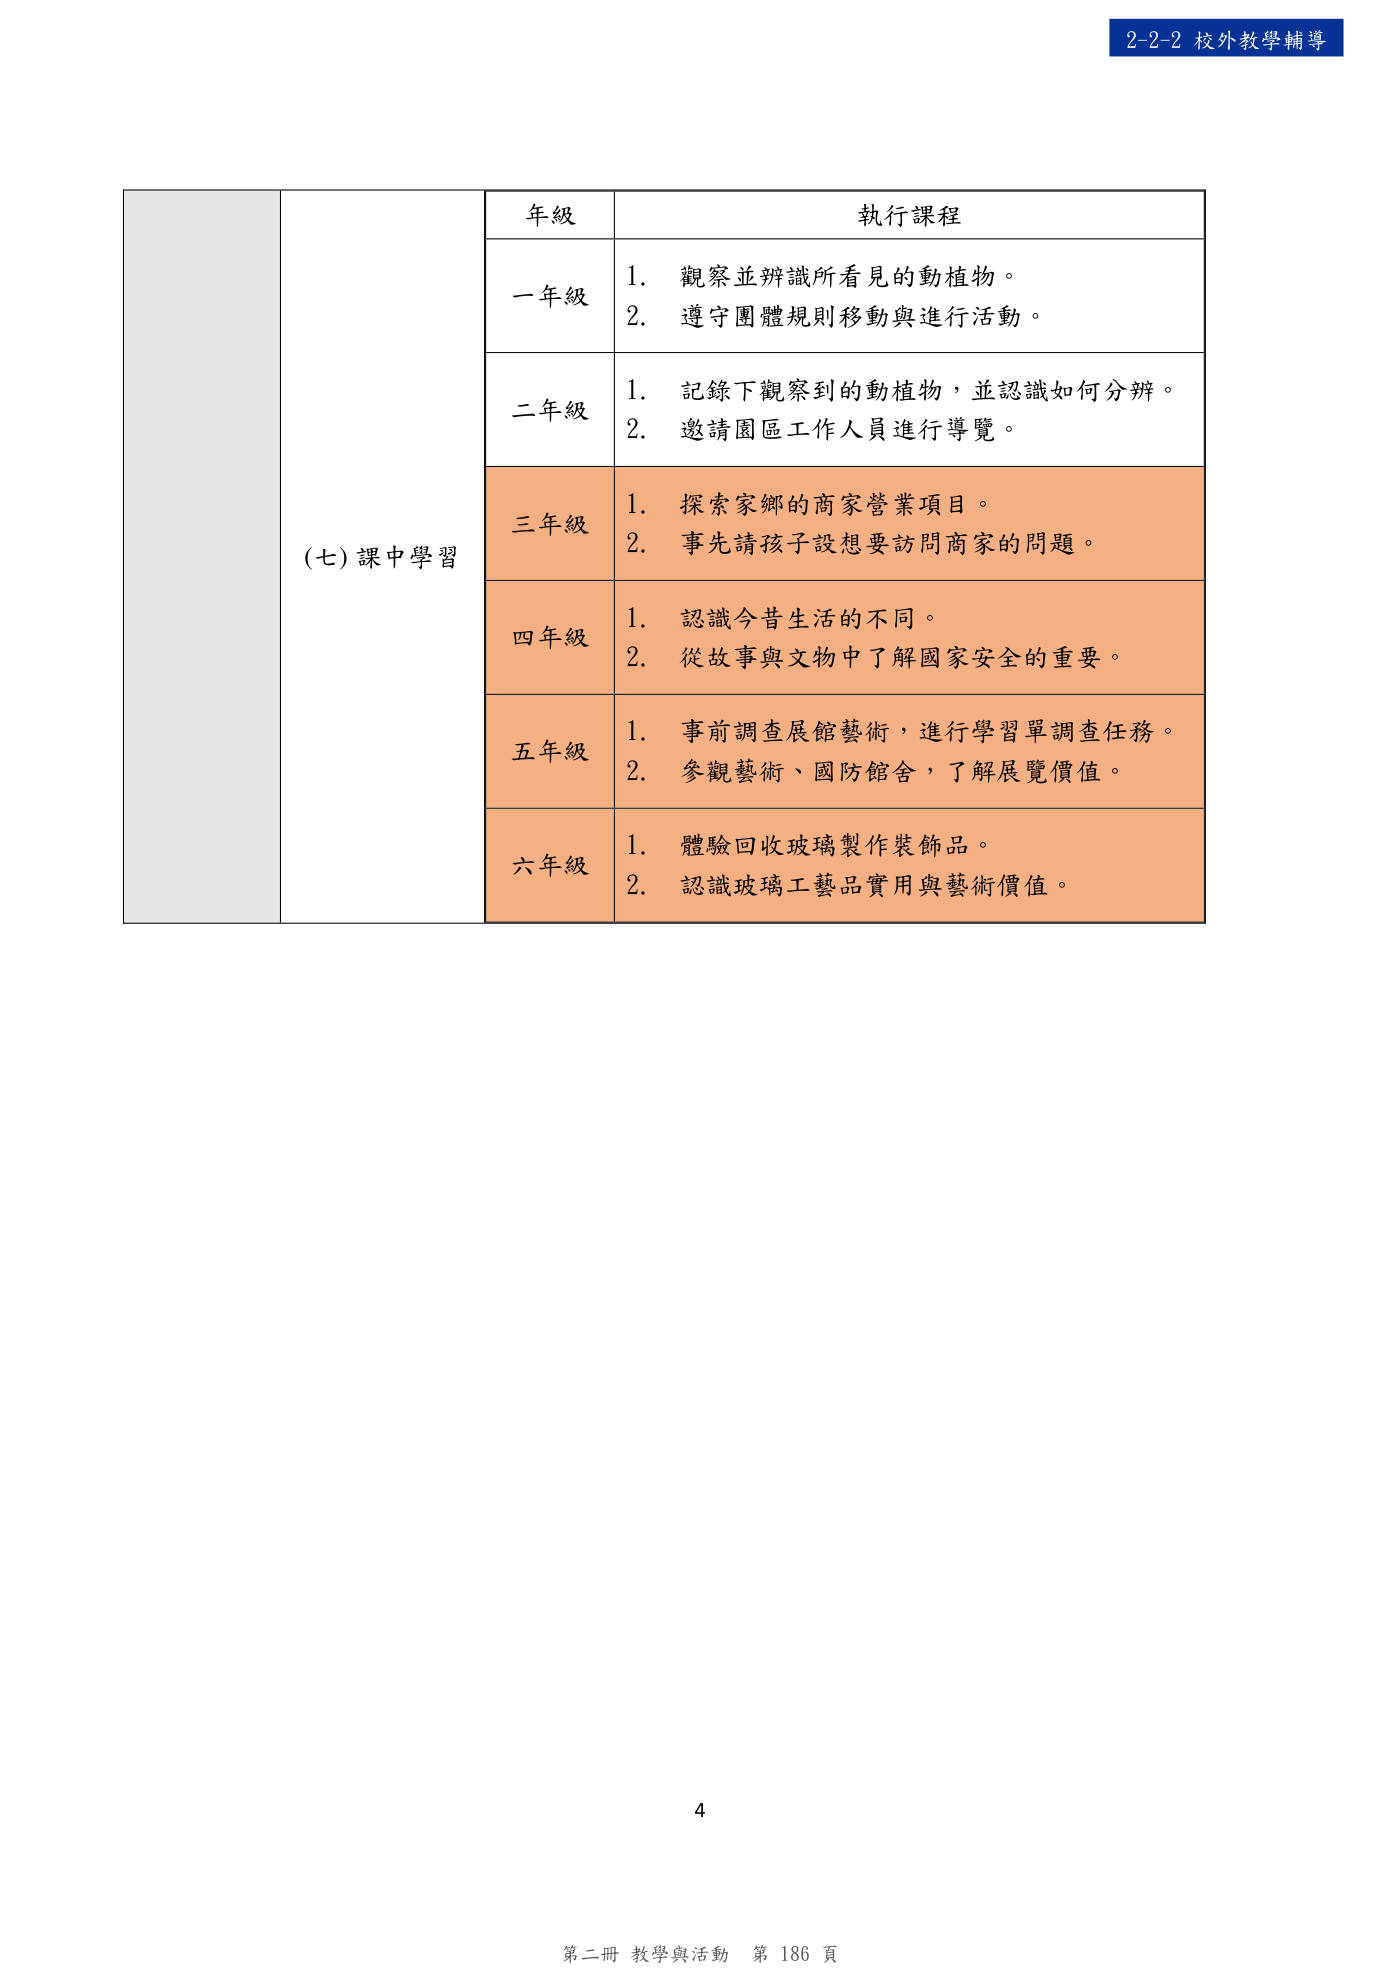 2-2-2 校外教學輔導
年級
執行課程
一年級
1. 觀察並辨識所看見的動植物。
2. 遵守團體規則移動與進行活動。
二年級
1. 記錄下觀察到的動植物，並認識如何分辨。
2. 邀請園區工作人員進行導覽。
(七)課中學習
三年級
1. 探索家鄉的商家營業項目。
2. 事先請孩子設想要訪問商家的問題。
四年級
1. 認識今昔生活的不同。
2. 從故事與文物中了解國家安全的重要。
五年級
1. 事前調查展館藝術，進行學習單調查任務。
2. 參觀藝術、國防館舍，了解展覽價值。
六年級
1. 體驗回收玻璃製作裝飾品。
2. 認識玻璃工藝品實用與藝術價值。
4
第二冊 教學與活動 第 186 頁